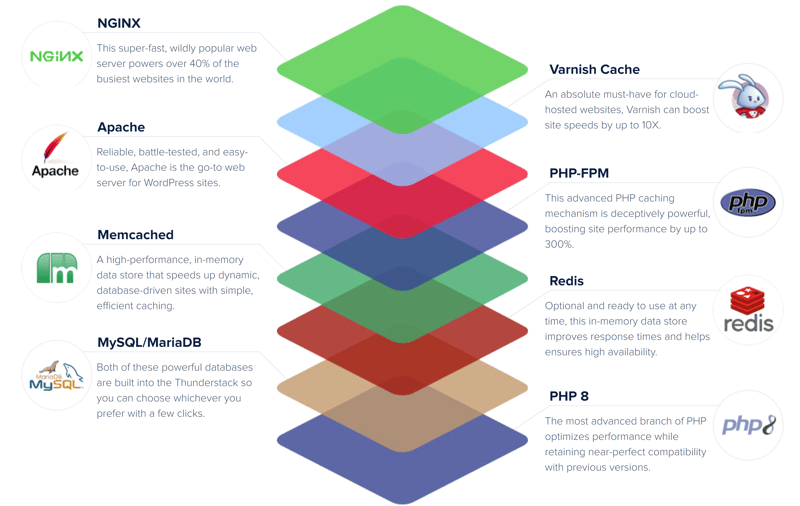 NGINX
NGINX
This super-fast, wildly popular web
server powers over 40% of the
busiest websites in the world.
Varnish Cache
An absolute must-have for cloud-
hosted websites, Varnish can boost
site speeds by up to 10X.
Apache
Apache
Reliable, battle-tested, and easy-
to-use, Apache is the go-to web
server for WordPress sites.
PHP-FPM
This advanced PHP caching
mechanism is deceptively powerful,
boosting site performance by up to
300%.
php
fpm
Memcached
m
A high-performance, in-memory
data store that speeds up dynamic,
database-driven sites with simple,
efficient caching.
Redis
Optional and ready to use at any
time, this in-memory data store
improves response times and helps
ensures high availability.
redis
MySQL/MariaDB
MariaDB
MySQL
Both of these powerful databases
are built into the Thunderstack so
you can choose whichever you
prefer with a few clicks.
PHP 8
The most advanced branch of PHP
optimizes performance while
retaining near-perfect compatibility
with previous versions.
php8